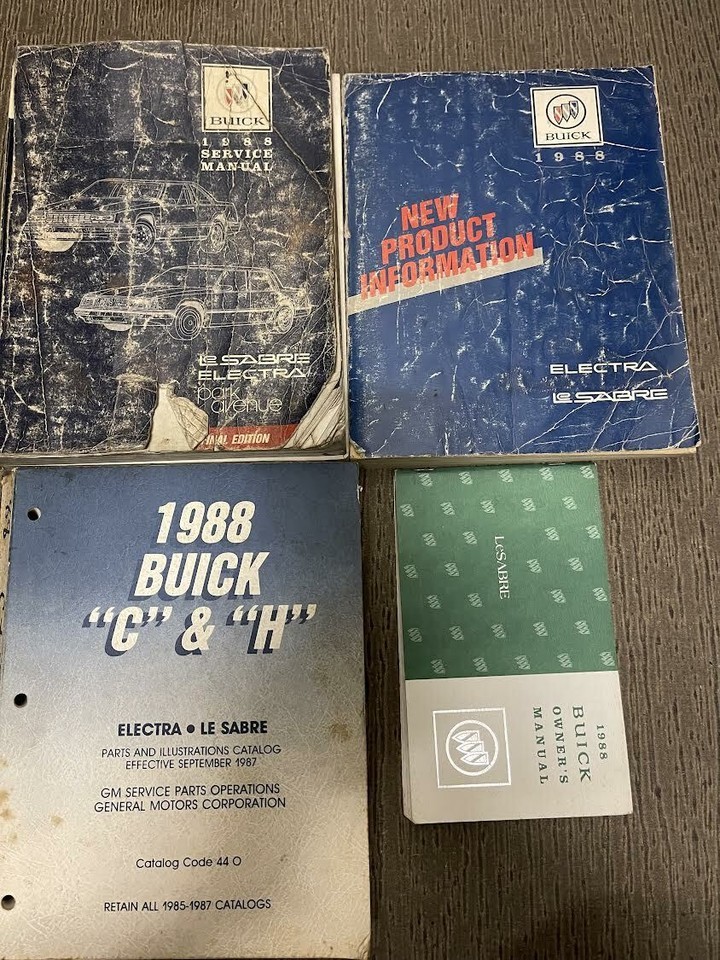 BUICK
1988
SERVICE
MANUAL
LeSABRE
ELECTRA
park
avenue
FINAL EDITION
BUICK
1988
NEW
PRODUCT
INFORMATION
ELECTRA
LeSABRE
1988
BUICK
“C” & “H”
ELECTRA • LE SABRE
PARTS AND ILLUSTRATIONS CATALOG
EFFECTIVE SEPTEMBER 1987
GM SERVICE PARTS OPERATIONS
GENERAL MOTORS CORPORATION
Catalog Code 44 O
RETAIN ALL 1985-1987 CATALOGS
LeSABRE
1988
BUICK
OWNER'S
MANUAL